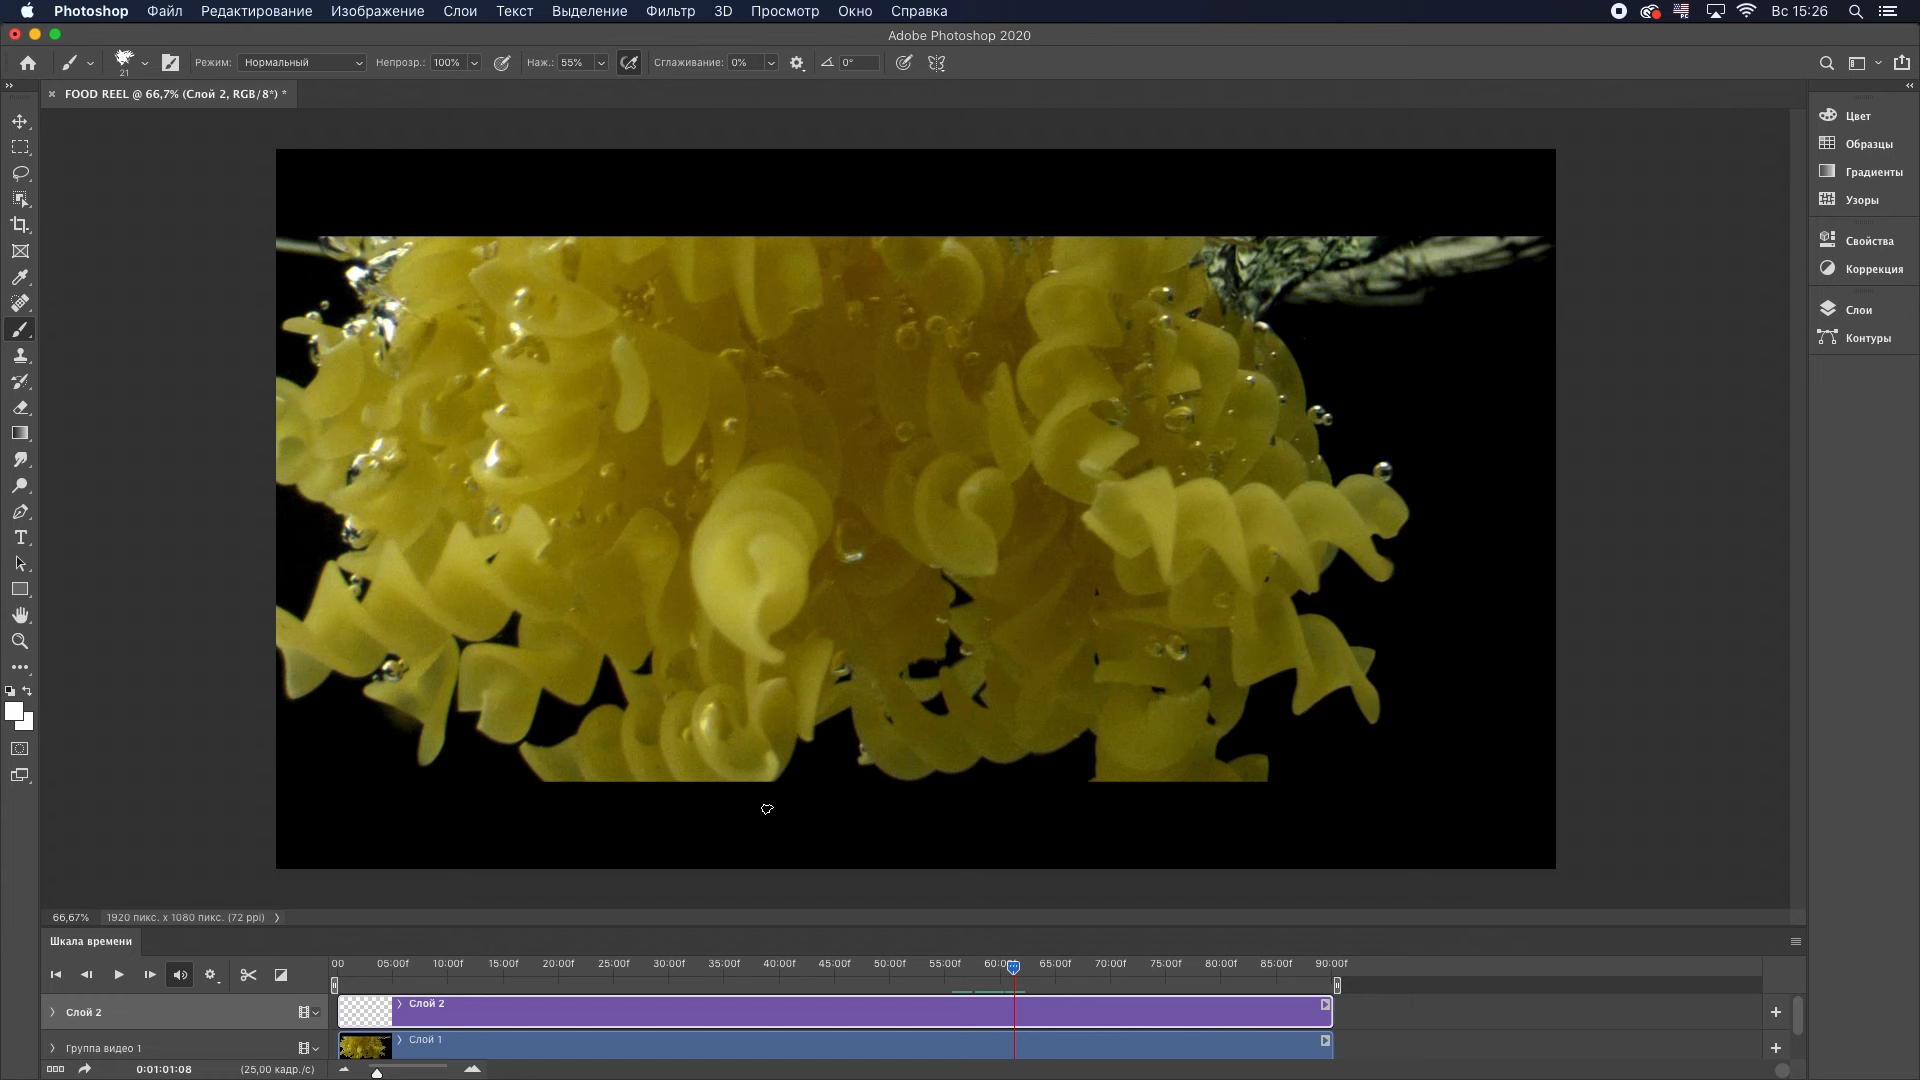 Photoshop Файл Редактирование Изображение Слои Текст Выделение Фильтр 3D Просмотр Окно Справка Вс 15:26
Adobe Photoshop 2020
21 Режим: Нормальный Непрозр.: 100% Наж.: 55% Сглаживание: 0% 0°
FOOD REEL @ 66,7% (Слой 2, RGB/8*) *
Цвет
Образцы
Градиенты
Узоры
Свойства
Коррекция
Слои
Контуры
66,67% 1920 пикс. x 1080 пикс. (72 ppi)
Шкала времени
00 05:00f 10:00f 15:00f 20:00f 25:00f 30:00f 35:00f 40:00f 45:00f 50:00f 55:00f 60:00f 65:00f 70:00f 75:00f 80:00f 85:00f 90:00f
Слой 2 Слой 2
Группа видео 1 Слой 1
0:01:01:08 (25,00 кадр./с)